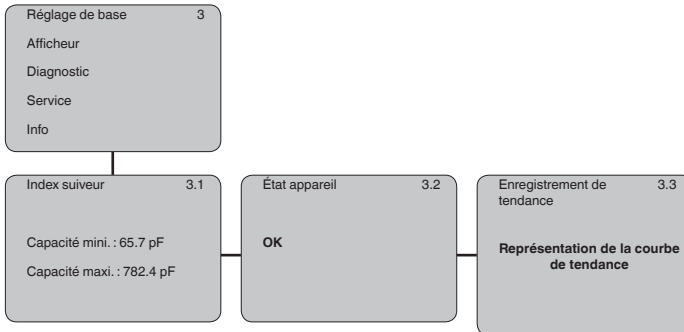 Réglage de base 3
Afficheur
Diagnostic
Service
Info
Index suiveur 3.1
Capacité mini. : 65.7 pF
Capacité maxi. : 782.4 pF
État appareil 3.2
OK
Enregistrement de 3.3
tendance
Représentation de la courbe
de tendance